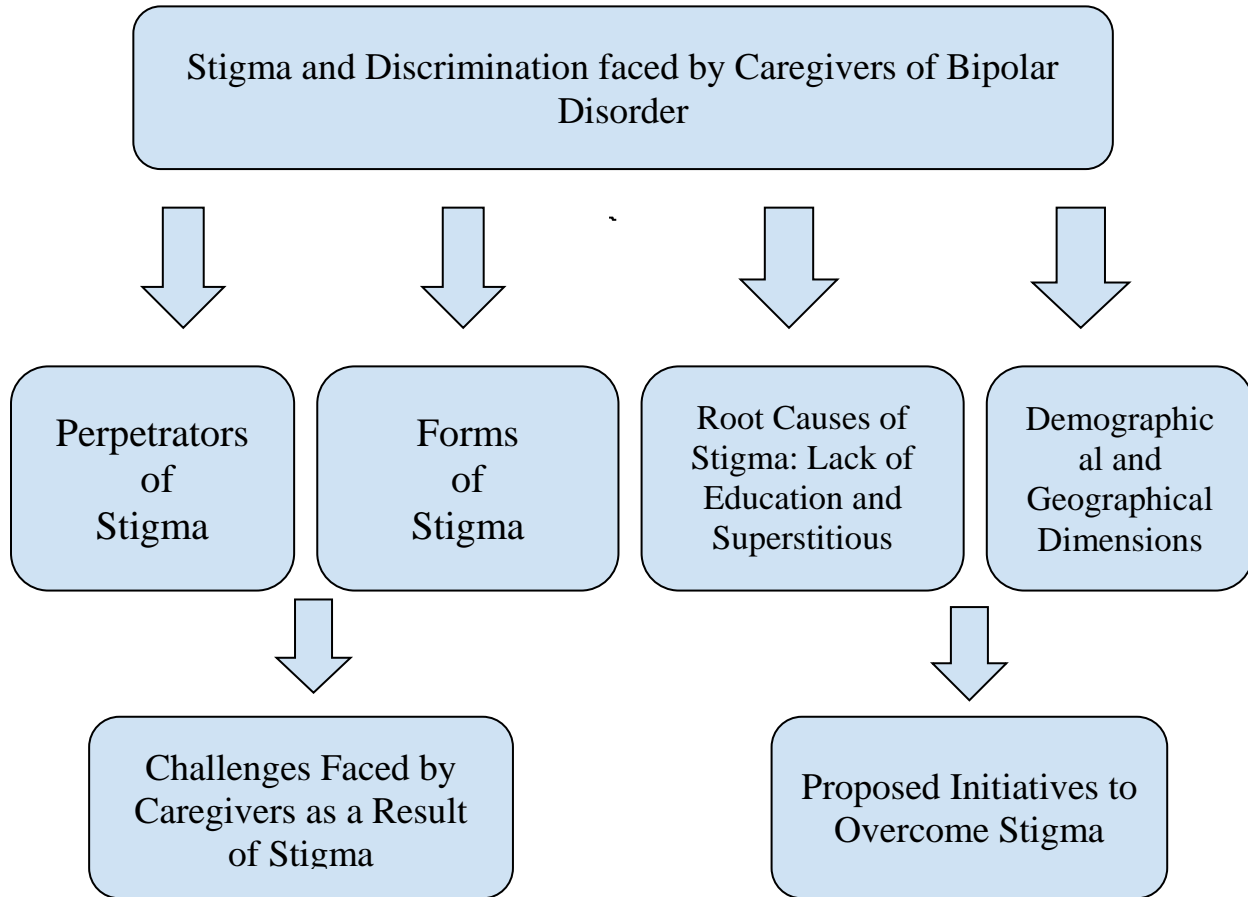 Stigma and Discrimination faced by Caregivers of Bipolar
Disorder
Perpetrators
of
Stigma
Forms
of
Stigma
Root Causes of
Stigma: Lack of
Education and
Superstitious
Demographic
al and
Geographical
Dimensions
Challenges Faced by
Caregivers as a Result
of Stigma
Proposed Initiatives to
Overcome Stigma